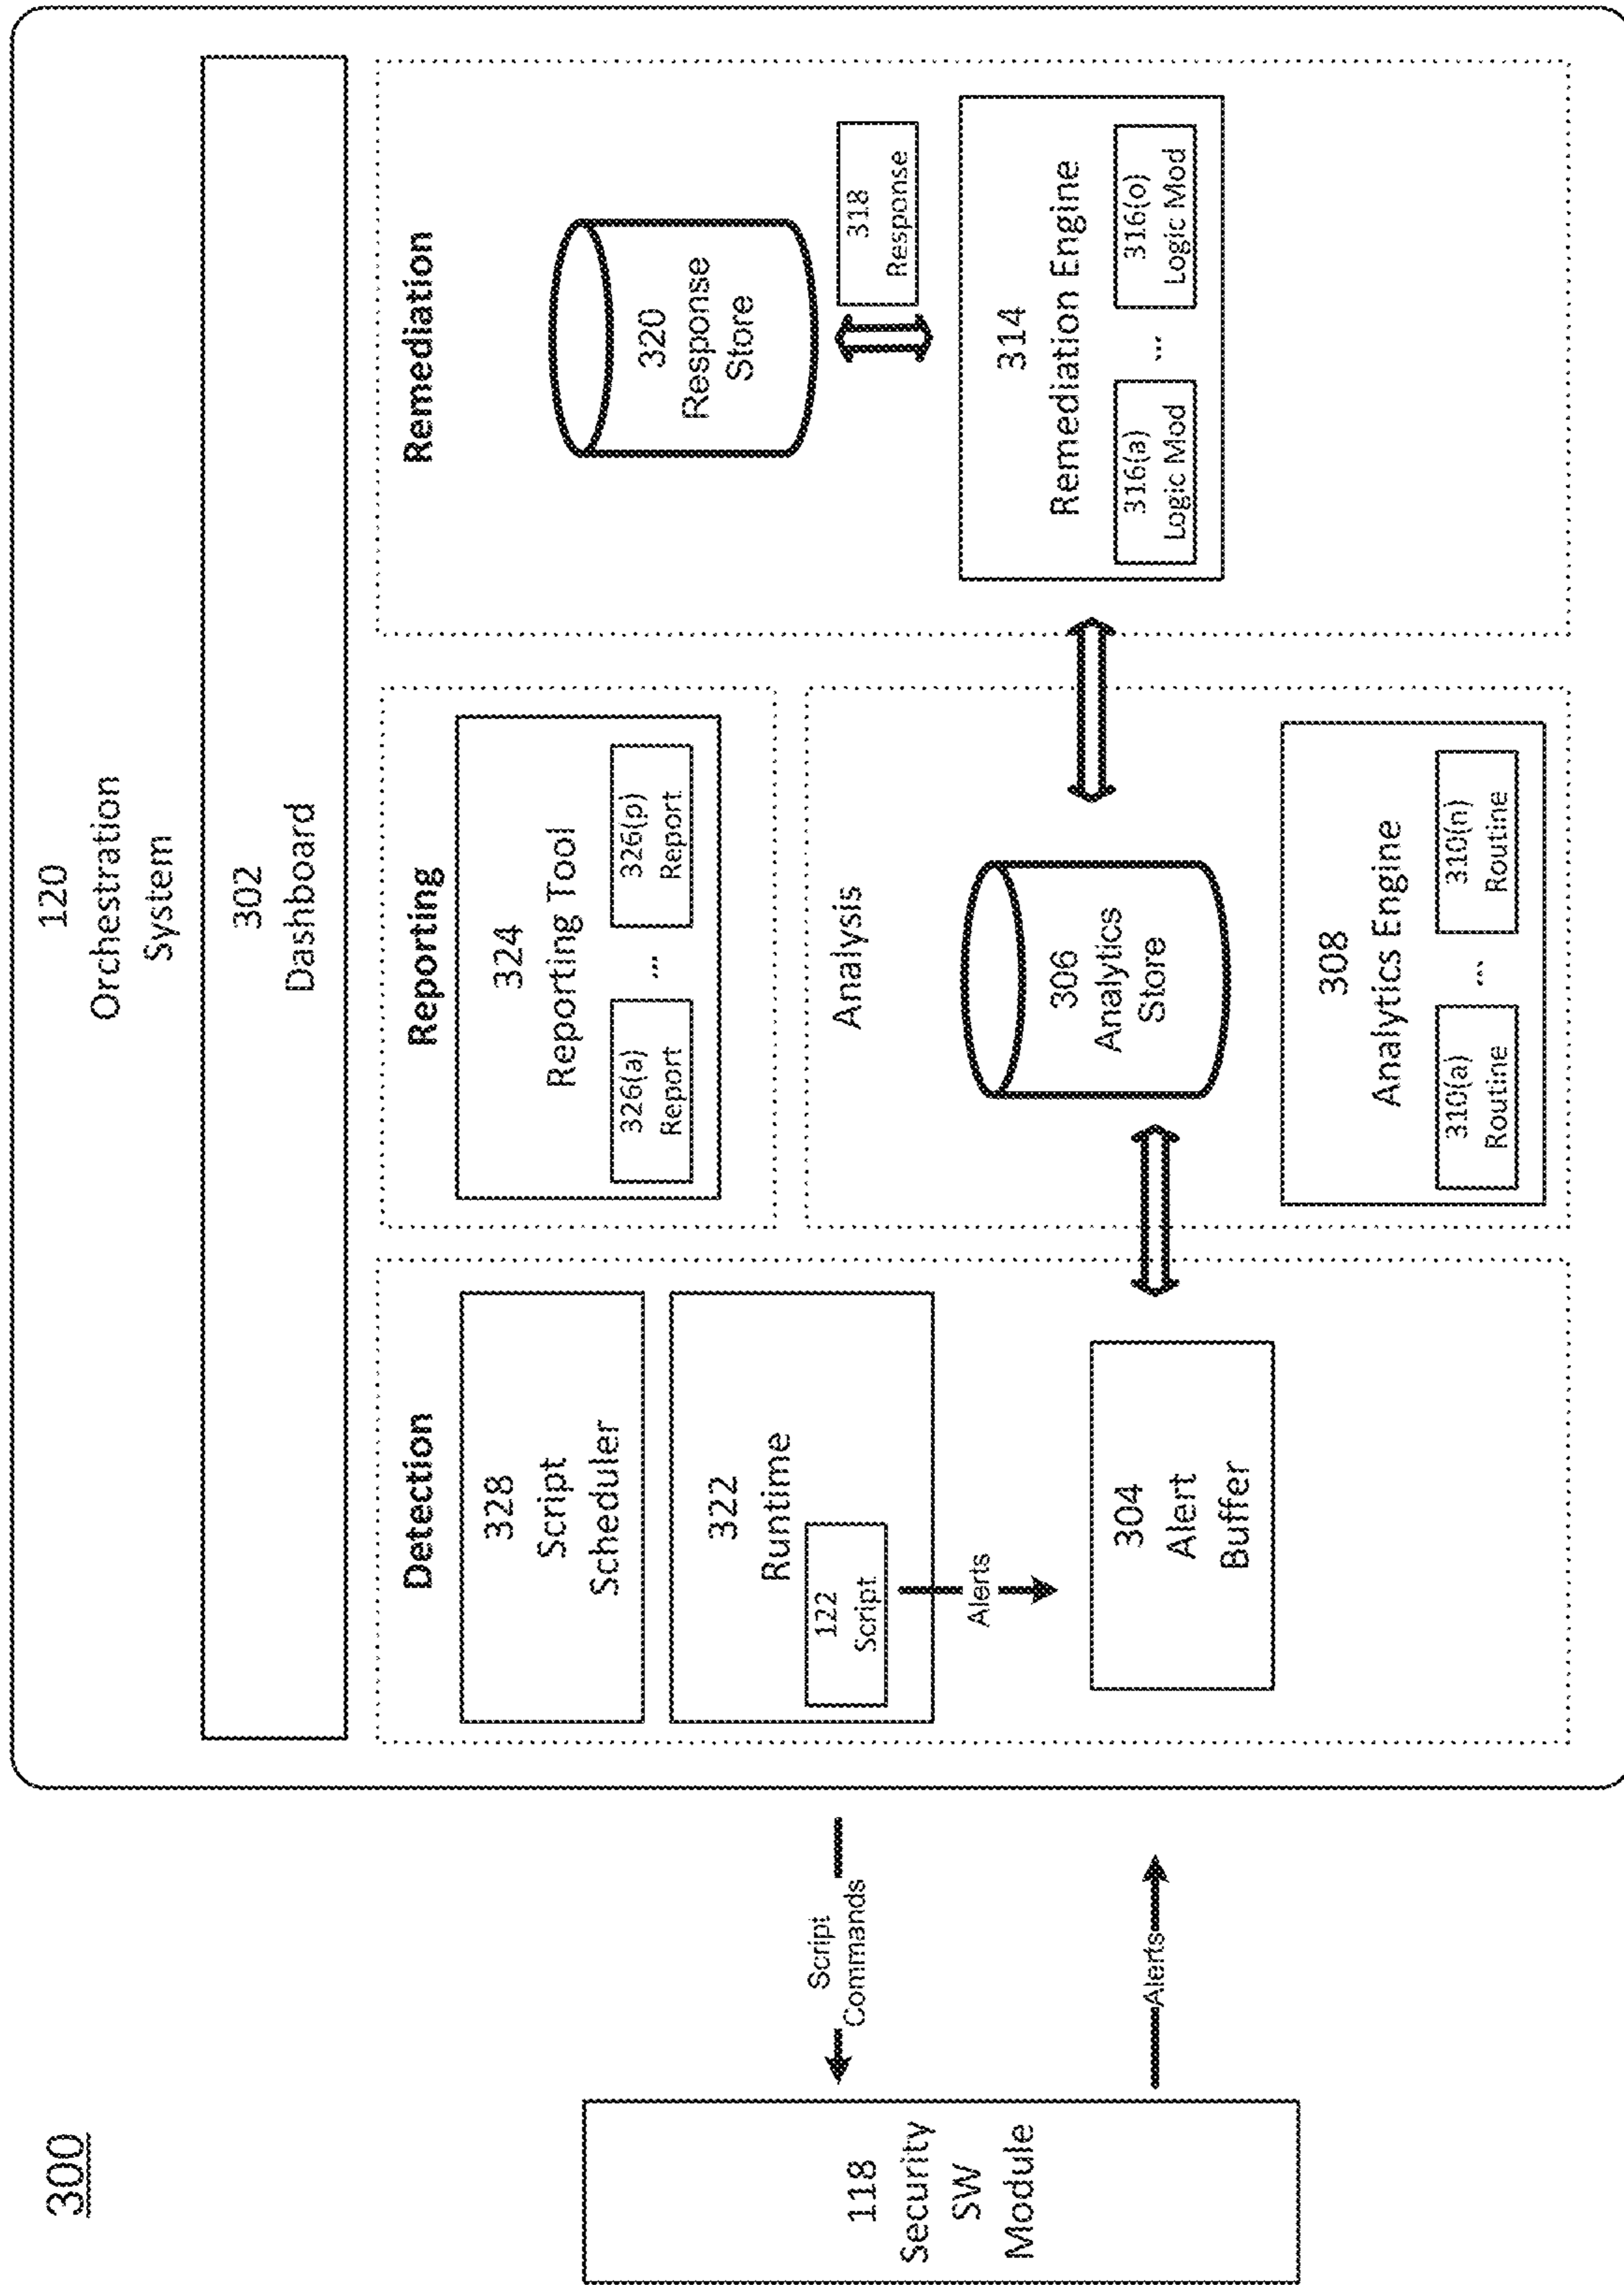 300
120
Orchestration
System
302
Dashboard
118
Security
SW
Module
Script
Commands
Alerts
Detection
328
Script
Scheduler
322
Runtime
122
Script
Alerts
304
Alert
Buffer
Reporting
324
Reporting Tool
326(a)
Report
...
326(p)
Report
Analysis
306
Analytics
Store
308
Analytics Engine
310(a)
Routine
...
310(n)
Routine
Remediation
320
Response
Store
318
Response
314
Remediation Engine
316(a)
Logic Mod
...
316(o)
Logic Mod